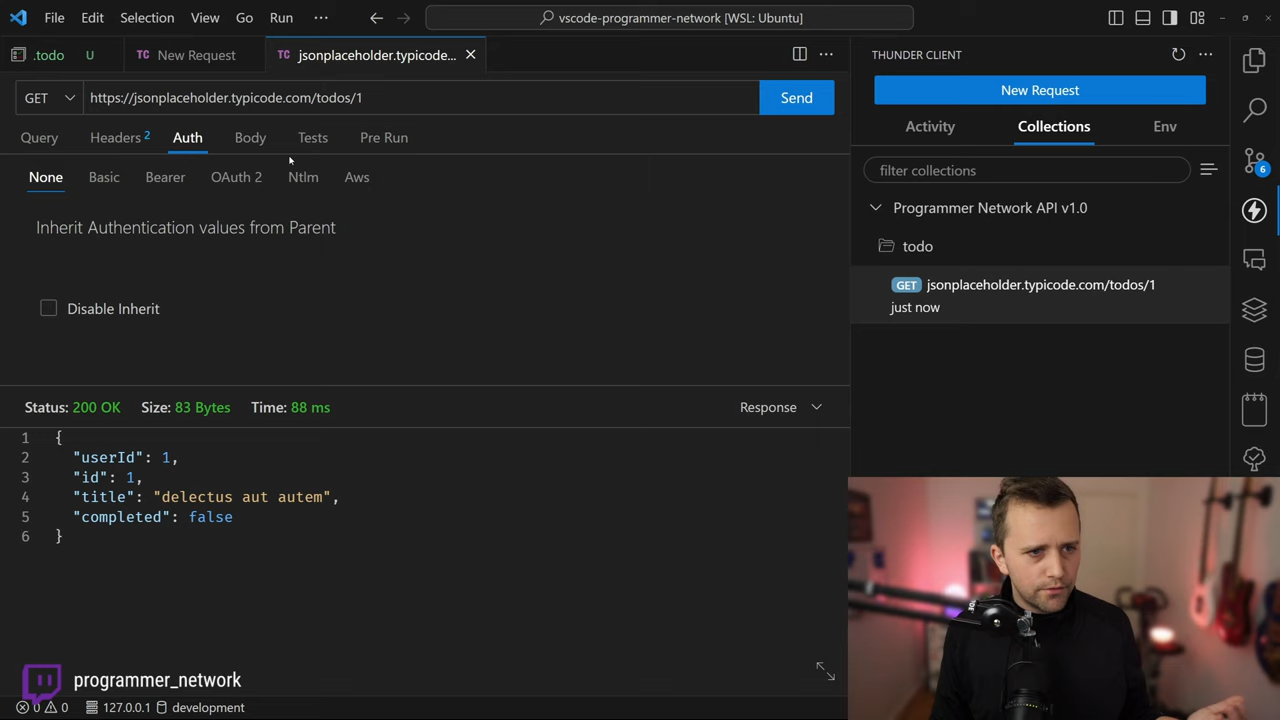 File Edit Selection View Go Run ··· vscode-programmer-network [WSL: Ubuntu]
.todo U New Request jsonplaceholder.typicode... ···
THUNDER CLIENT ···
GET https://jsonplaceholder.typicode.com/todos/1 Send
New Request
Query Headers 2 Auth Body Tests Pre Run
Activity Collections Env
None Basic Bearer OAuth 2 Ntlm Aws
filter collections
6
Inherit Authentication values from Parent
Programmer Network API v1.0
todo
GET jsonplaceholder.typicode.com/todos/1
just now
Disable Inherit
Status: 200 OK Size: 83 Bytes Time: 88 ms Response
1 {
2 "userId": 1,
3 "id": 1,
4 "title": "delectus aut autem",
5 "completed": false
6 }
programmer_network
0 0 127.0.0.1 development